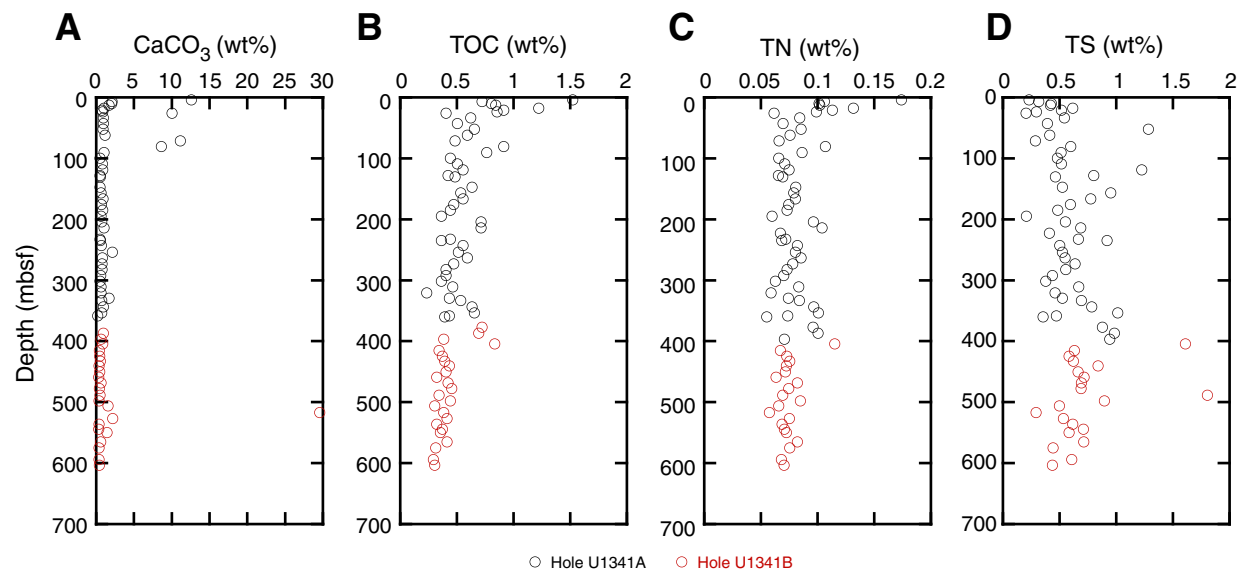 A
CaCO3 (wt%)
0 5 10 15 20 25 30
B
TOC (wt%)
0 0.5 1 1.5 2
C
TN (wt%)
0 0.05 0.1 0.15 0.2
D
TS (wt%)
0 0.5 1 1.5 2
Depth (mbsf)
0 0 0 0
100 100 100 100
200 200 200 200
300 300 300 300
400 400 400 400
500 500 500 500
600 600 600 600
700 700 700 700
Hole U1341A Hole U1341B